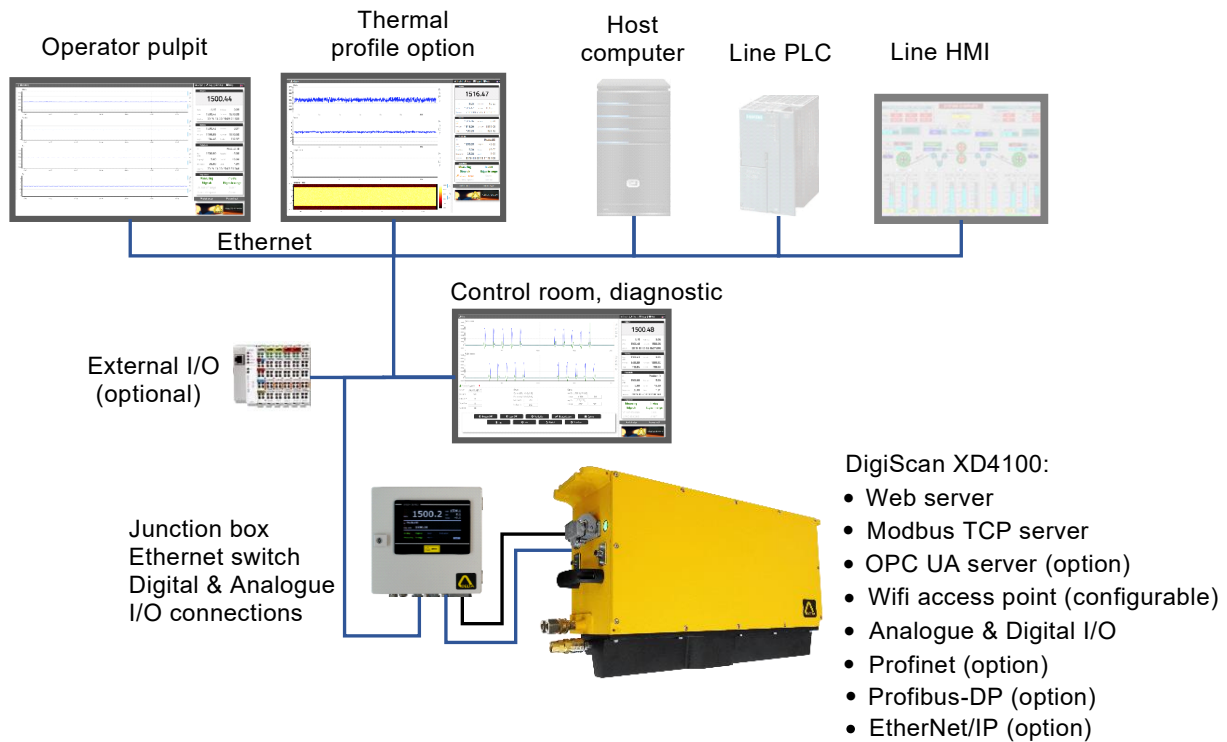 Operator pulpit
Thermal
profile option
Host
computer
Line PLC
Line HMI
1500.44
1516.47
Ethernet
Control room, diagnostic
1500.48
External I/O
(optional)
Junction box
Ethernet switch
Digital & Analogue
I/O connections
1500.2
DigiScan XD4100:
• Web server
• Modbus TCP server
• OPC UA server (option)
• Wifi access point (configurable)
• Analogue & Digital I/O
• Profinet (option)
• Profibus-DP (option)
• EtherNet/IP (option)